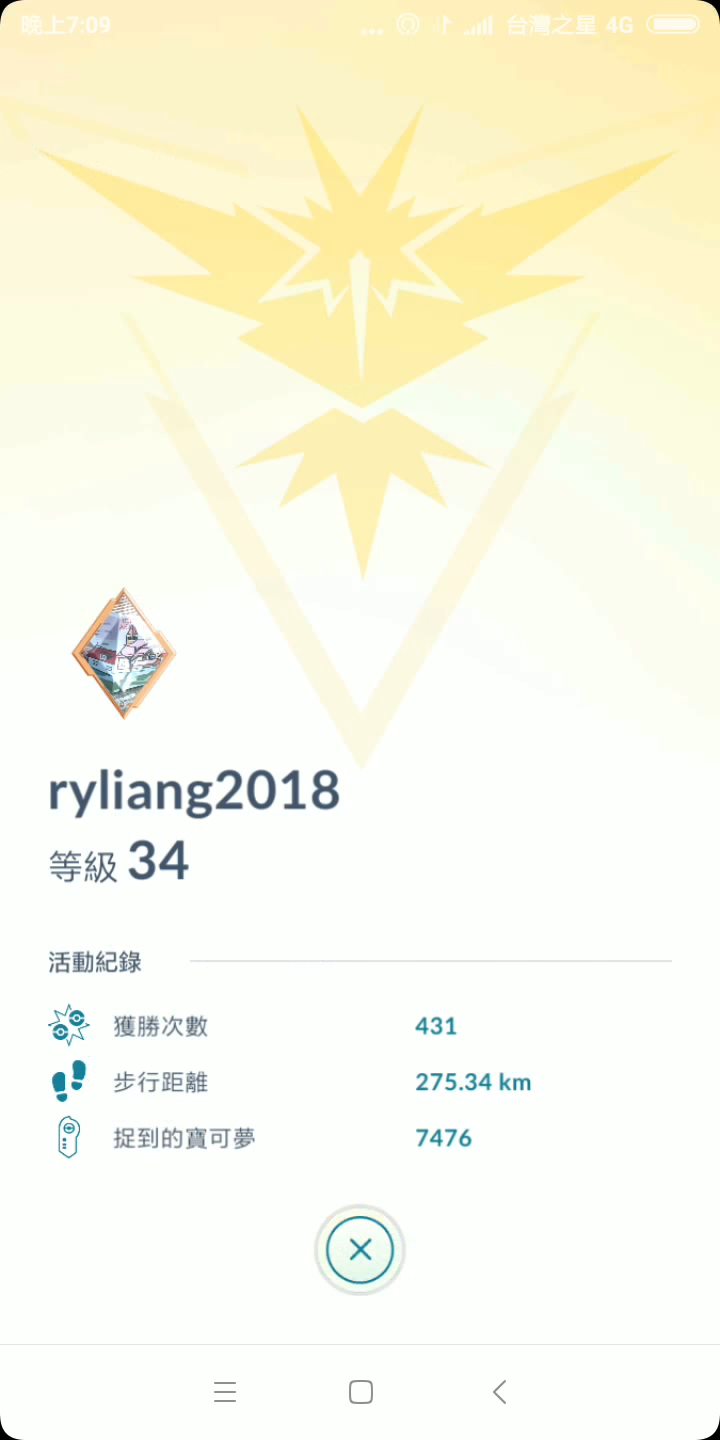 晚上7:09
... 台灣之星 4G
ryliang2018
等級 34
活動紀錄
獲勝次數 431
步行距離 275.34 km
捉到的寶可夢 7476